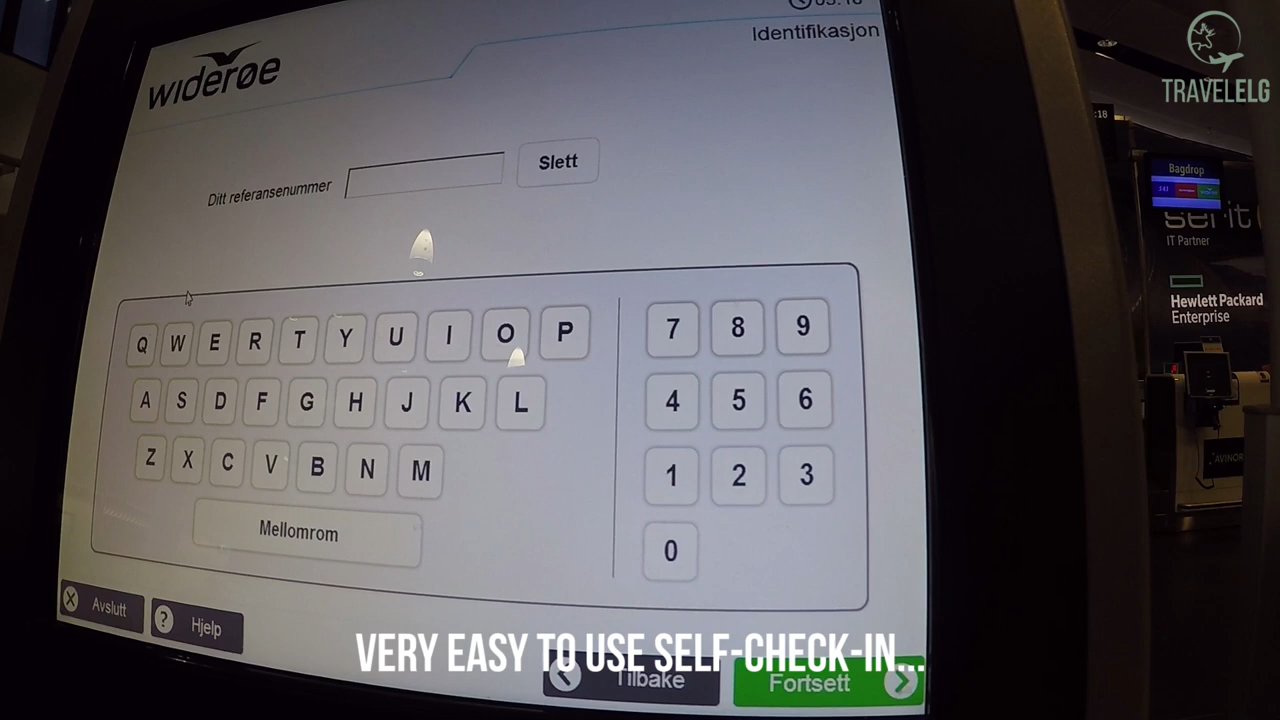 widerøe
Identifikasjon
TRAVELELG
Ditt referansenummer
Slett
Q W E R T Y U I O P
A S D F G H J K L
Z X C V B N M
Mellomrom
7 8 9
4 5 6
1 2 3
0
Avslutt
Hjelp
Tilbake
Fortsett
VERY EASY TO USE SELF-CHECK-IN...
:18
Bagdrop
IT Partner
Hewlett Packard
Enterprise
AVINOR